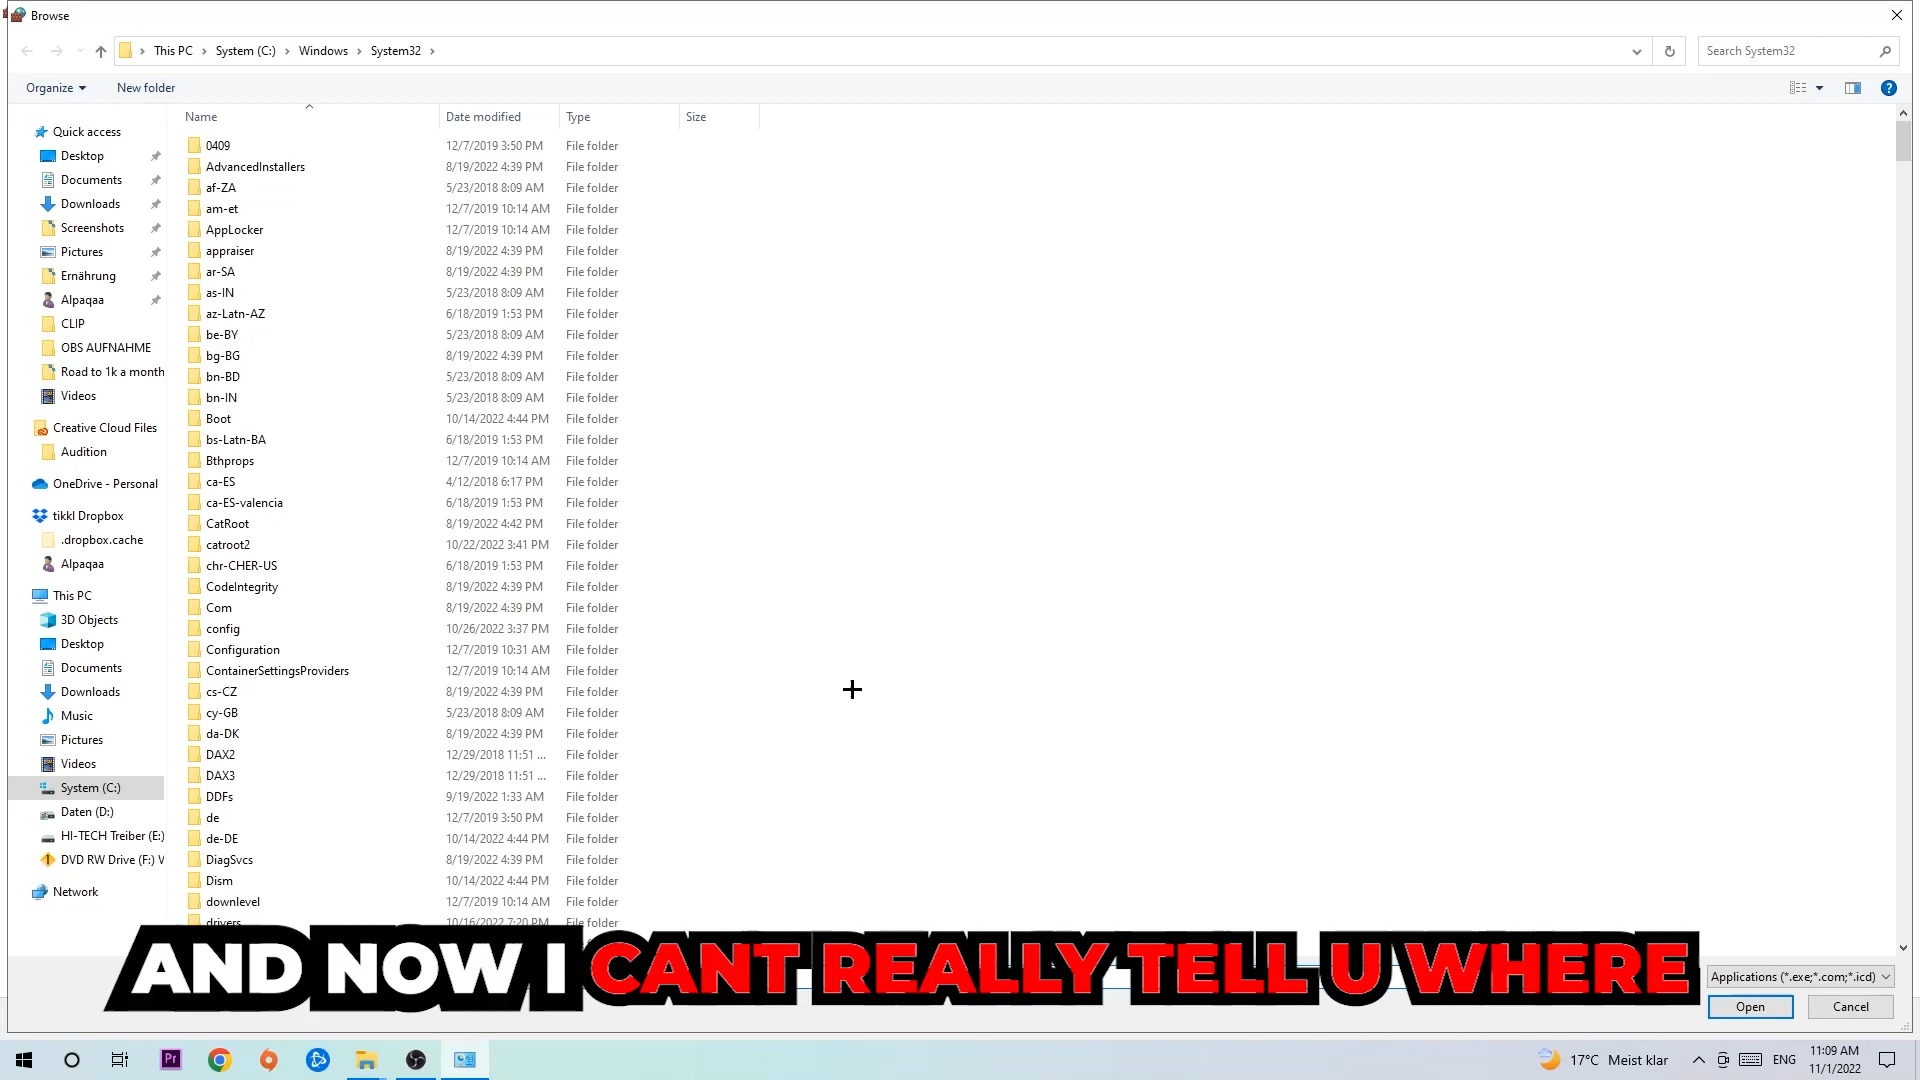 Browse
This PC > System (C:) > Windows > System32 >
Search System32
Organize
New folder
Name
Date modified
Type
Size
Quick access
Desktop
Documents
Downloads
Screenshots
Pictures
Ernährung
Alpaqaa
CLIP
OBS AUFNAHME
Road to 1k a month
Videos
Creative Cloud Files
Audition
OneDrive - Personal
tikkl Dropbox
.dropbox.cache
Alpaqaa
This PC
3D Objects
Desktop
Documents
Downloads
Music
Pictures
Videos
System (C:)
Daten (D:)
HI-TECH Treiber (E:)
DVD RW Drive (F:) V
Network
0409 12/7/2019 3:50 PM File folder
AdvancedInstallers 8/19/2022 4:39 PM File folder
af-ZA 5/23/2018 8:09 AM File folder
am-et 12/7/2019 10:14 AM File folder
AppLocker 12/7/2019 10:14 AM File folder
appraiser 8/19/2022 4:39 PM File folder
ar-SA 8/19/2022 4:39 PM File folder
as-IN 5/23/2018 8:09 AM File folder
az-Latn-AZ 6/18/2019 1:53 PM File folder
be-BY 5/23/2018 8:09 AM File folder
bg-BG 8/19/2022 4:39 PM File folder
bn-BD 5/23/2018 8:09 AM File folder
bn-IN 5/23/2018 8:09 AM File folder
Boot 10/14/2022 4:44 PM File folder
bs-Latn-BA 6/18/2019 1:53 PM File folder
Bthprops 12/7/2019 10:14 AM File folder
ca-ES 4/12/2018 6:17 PM File folder
ca-ES-valencia 6/18/2019 1:53 PM File folder
CatRoot 8/19/2022 4:42 PM File folder
catroot2 10/22/2022 3:41 PM File folder
chr-CHER-US 6/18/2019 1:53 PM File folder
CodeIntegrity 8/19/2022 4:39 PM File folder
Com 8/19/2022 4:39 PM File folder
config 10/26/2022 3:37 PM File folder
Configuration 12/7/2019 10:31 AM File folder
ContainerSettingsProviders 12/7/2019 10:14 AM File folder
cs-CZ 8/19/2022 4:39 PM File folder
cy-GB 5/23/2018 8:09 AM File folder
da-DK 8/19/2022 4:39 PM File folder
DAX2 12/29/2018 11:51 ... File folder
DAX3 12/29/2018 11:51 ... File folder
DDFs 9/19/2022 1:33 AM File folder
de 12/7/2019 3:50 PM File folder
de-DE 10/14/2022 4:44 PM File folder
DiagSvcs 8/19/2022 4:39 PM File folder
Dism 10/14/2022 4:44 PM File folder
downlevel 12/7/2019 10:14 AM File folder
drivers 10/16/2022 7:20 PM File folder
AND NOW I CANT REALLY TELL U WHERE
Applications (*.exe;*.com;*.icd)
Open
Cancel
Pr
17°C Meist klar
ENG
11:09 AM
11/1/2022